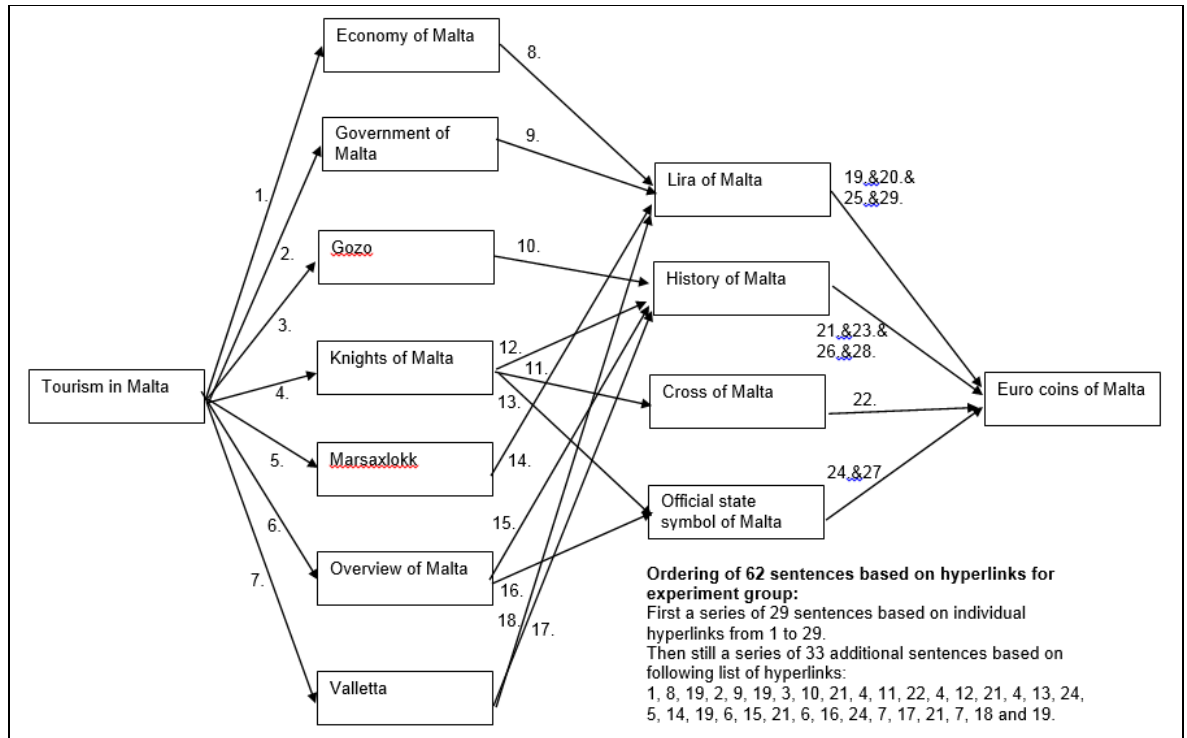 Economy of Malta
8.
Government of
Malta
9.
1.
Lira of Malta
19.&20.&
25.&29.
2.
Gozo
10.
History of Malta
3.
21.&23.&
26.&28.
Knights of Malta
12.
11.
Tourism in Malta
4.
13.
Cross of Malta
22.
Euro coins of Malta
5.
Marsaxlokk
14.
24.&27
6.
15.
Official state
symbol of Malta
7.
Overview of Malta
16.
18.
17.
Valletta
Ordering of 62 sentences based on hyperlinks for
experiment group:
First a series of 29 sentences based on individual
hyperlinks from 1 to 29.
Then still a series of 33 additional sentences based on
following list of hyperlinks:
1, 8, 19, 2, 9, 19, 3, 10, 21, 4, 11, 22, 4, 12, 21, 4, 13, 24,
5, 14, 19, 6, 15, 21, 6, 16, 24, 7, 17, 21, 7, 18 and 19.